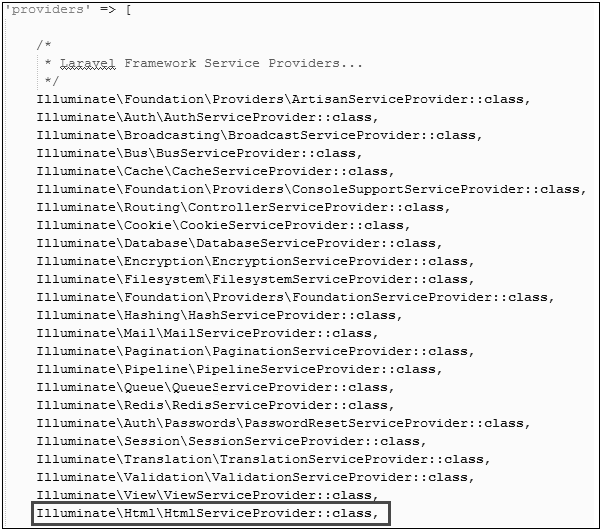 'providers' => [
/*
* Laravel Framework Service Providers...
*/
Illuminate\Foundation\Providers\ArtisanServiceProvider::class,
Illuminate\Auth\AuthServiceProvider::class,
Illuminate\Broadcasting\BroadcastServiceProvider::class,
Illuminate\Bus\BusServiceProvider::class,
Illuminate\Cache\CacheServiceProvider::class,
Illuminate\Foundation\Providers\ConsoleSupportServiceProvider::class,
Illuminate\Routing\ControllerServiceProvider::class,
Illuminate\Cookie\CookieServiceProvider::class,
Illuminate\Database\DatabaseServiceProvider::class,
Illuminate\Encryption\EncryptionServiceProvider::class,
Illuminate\Filesystem\FilesystemServiceProvider::class,
Illuminate\Foundation\Providers\FoundationServiceProvider::class,
Illuminate\Hashing\HashServiceProvider::class,
Illuminate\Mail\MailServiceProvider::class,
Illuminate\Pagination\PaginationServiceProvider::class,
Illuminate\Pipeline\PipelineServiceProvider::class,
Illuminate\Queue\QueueServiceProvider::class,
Illuminate\Redis\RedisServiceProvider::class,
Illuminate\Auth\Passwords\PasswordResetServiceProvider::class,
Illuminate\Session\SessionServiceProvider::class,
Illuminate\Translation\TranslationServiceProvider::class,
Illuminate\Validation\ValidationServiceProvider::class,
Illuminate\View\ViewServiceProvider::class,
Illuminate\Html\HtmlServiceProvider::class,